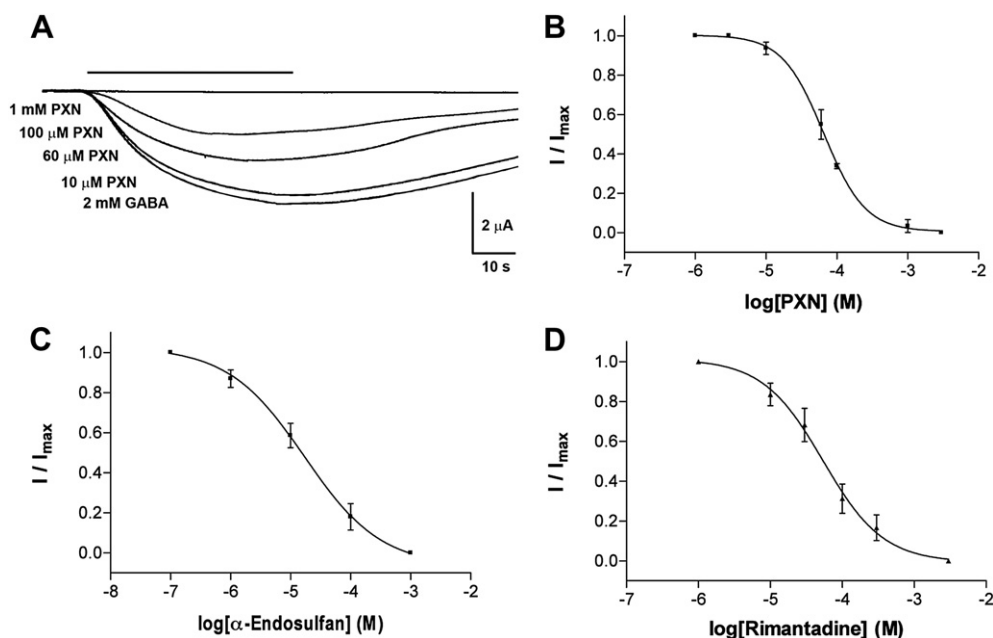 A
1 mM PXN
100 μM PXN
60 μM PXN
10 μM PXN
2 mM GABA
2 μA
10 s
B
I / Imax
1.0
0.8
0.6
0.4
0.2
0.0
-7 -6 -5 -4 -3 -2
log[PXN] (M)
C
I / Imax
1.0
0.8
0.6
0.4
0.2
0.0
-8 -7 -6 -5 -4 -3 -2
log[α-Endosulfan] (M)
D
I / Imax
1.0
0.8
0.6
0.4
0.2
0.0
-7 -6 -5 -4 -3 -2
log[Rimantadine] (M)